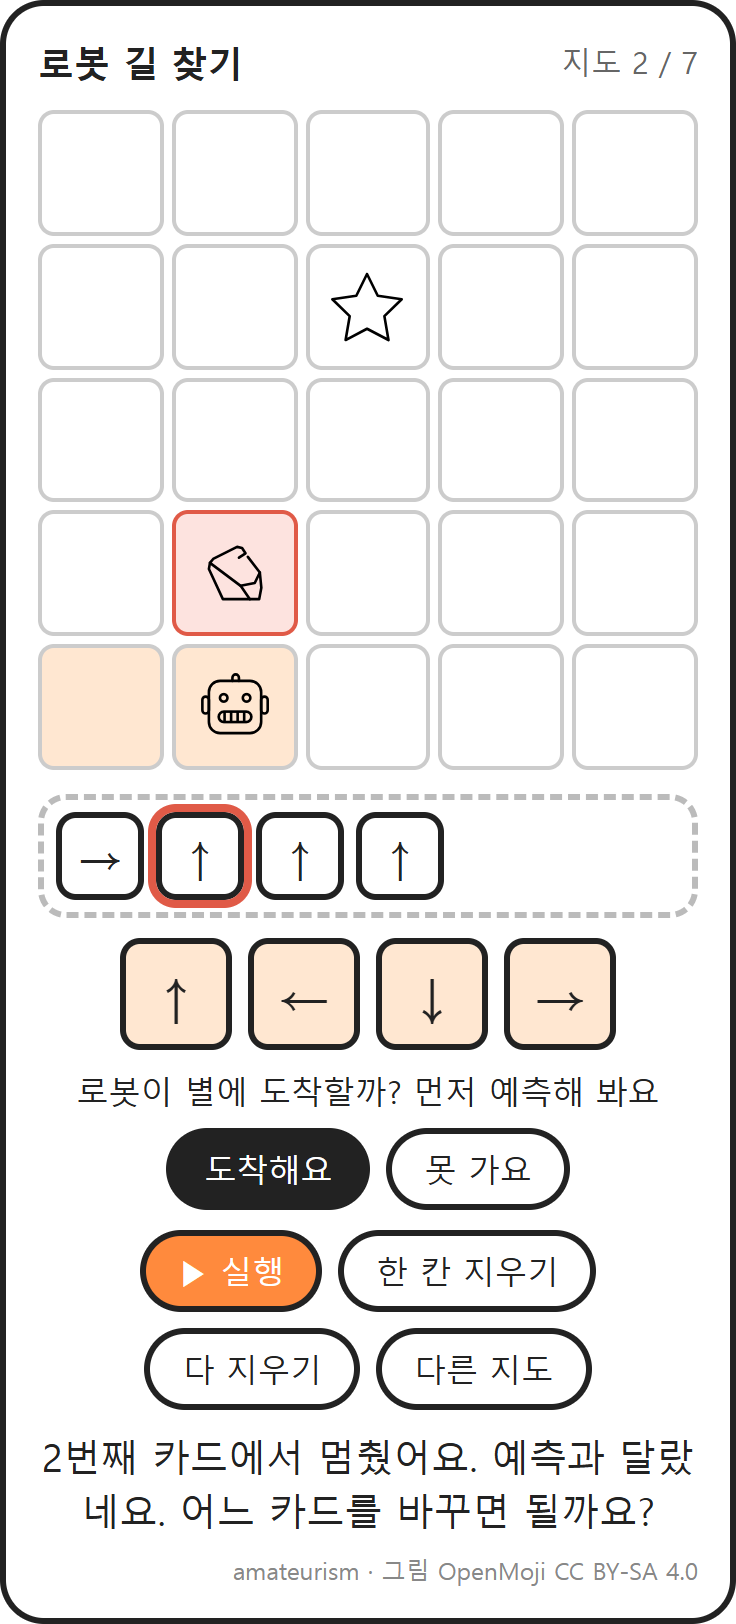 로봇 길 찾기
지도 2 / 7
→ ↑ ↑ ↑
↑ ← ↓ →
로봇이 별에 도착할까? 먼저 예측해 봐요
도착해요
못 가요
▶ 실행
한 칸 지우기
다 지우기
다른 지도
2번째 카드에서 멈췄어요. 예측과 달랐
네요. 어느 카드를 바꾸면 될까요?
amateurism · 그림 OpenMoji CC BY-SA 4.0